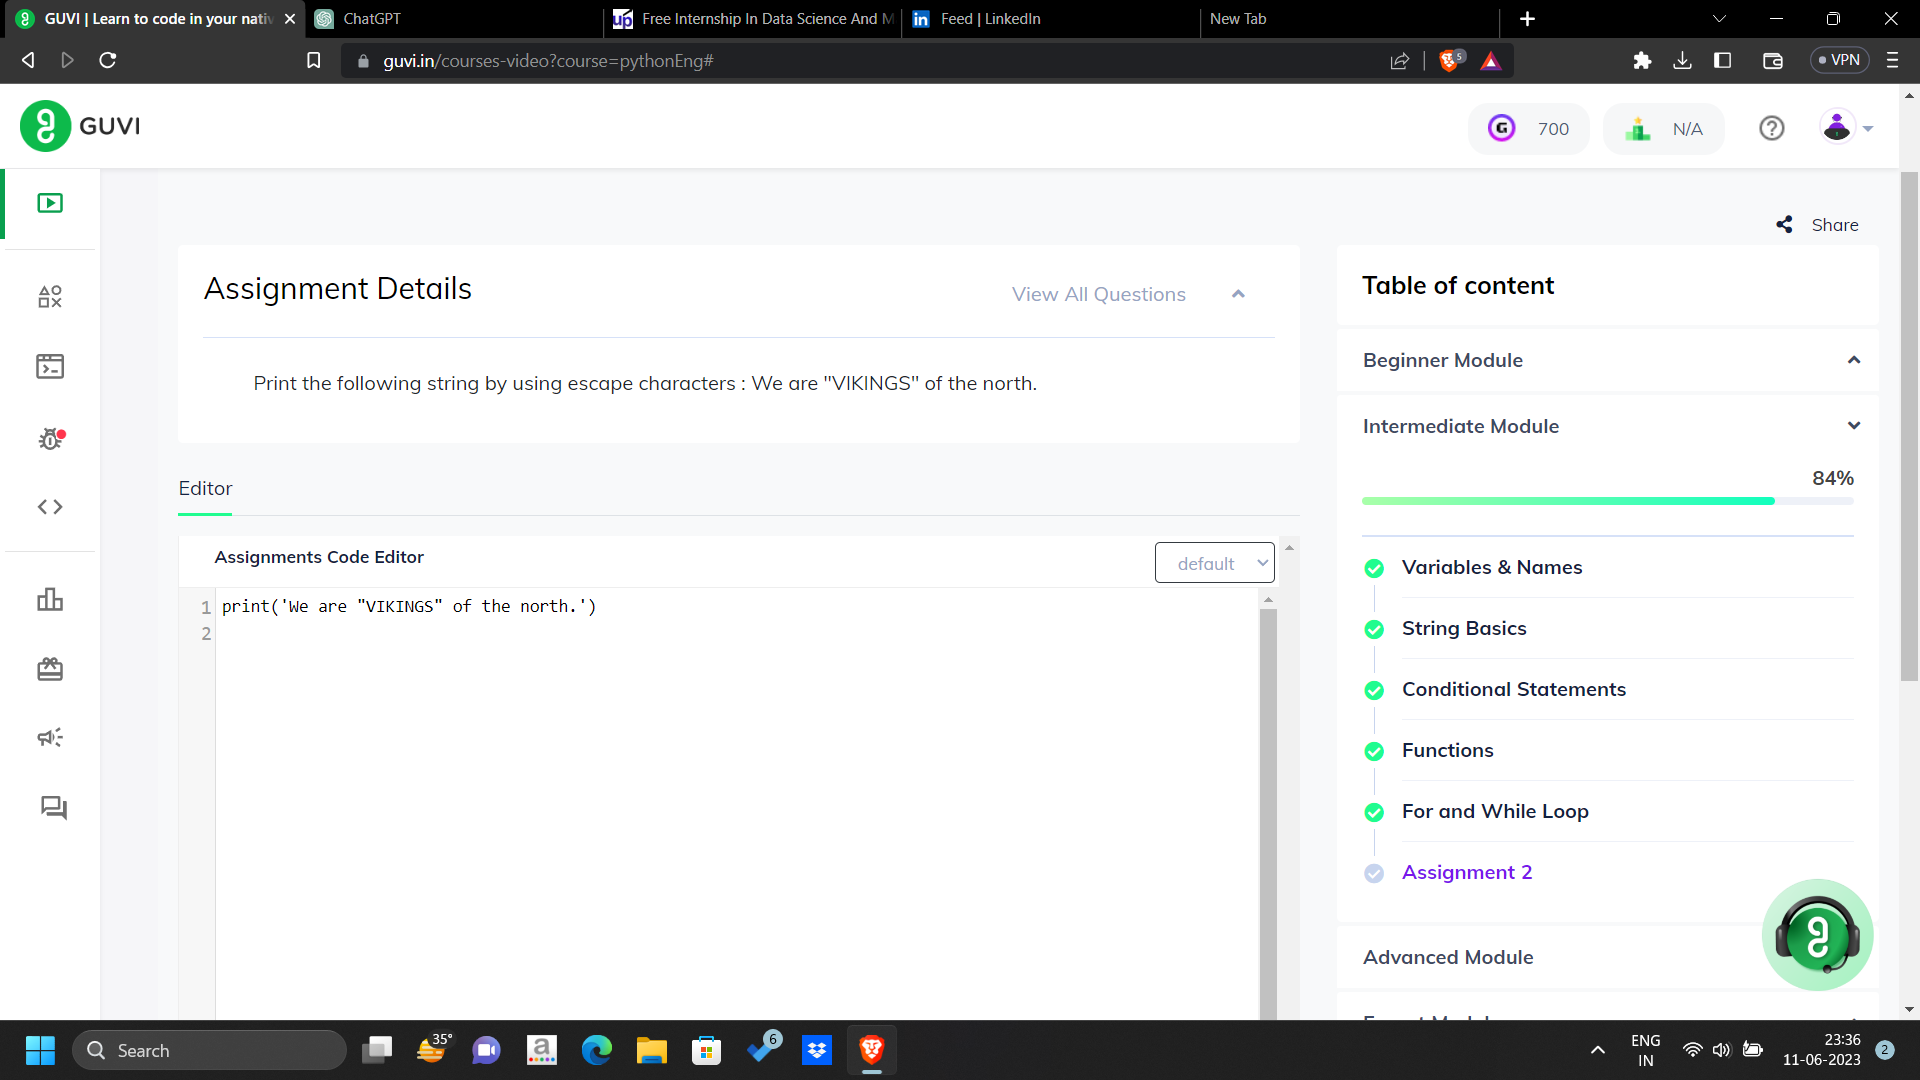 GUVI | Learn to code in your nativ
ChatGPT
up
Free Internship In Data Science And M
in
Feed | LinkedIn
New Tab
guvi.in/courses-video?course=pythonEng#
5
VPN
GUVI
G
700
N/A
Share
Assignment Details
View All Questions
Print the following string by using escape characters : We are "VIKINGS" of the north.
Editor
Assignments Code Editor
default
1
print('We are "VIKINGS" of the north.')
2
Table of content
Beginner Module
Intermediate Module
84%
Variables & Names
String Basics
Conditional Statements
Functions
For and While Loop
Assignment 2
Advanced Module
Search
35°
a
6
ENG
IN
23:36
11-06-2023
2